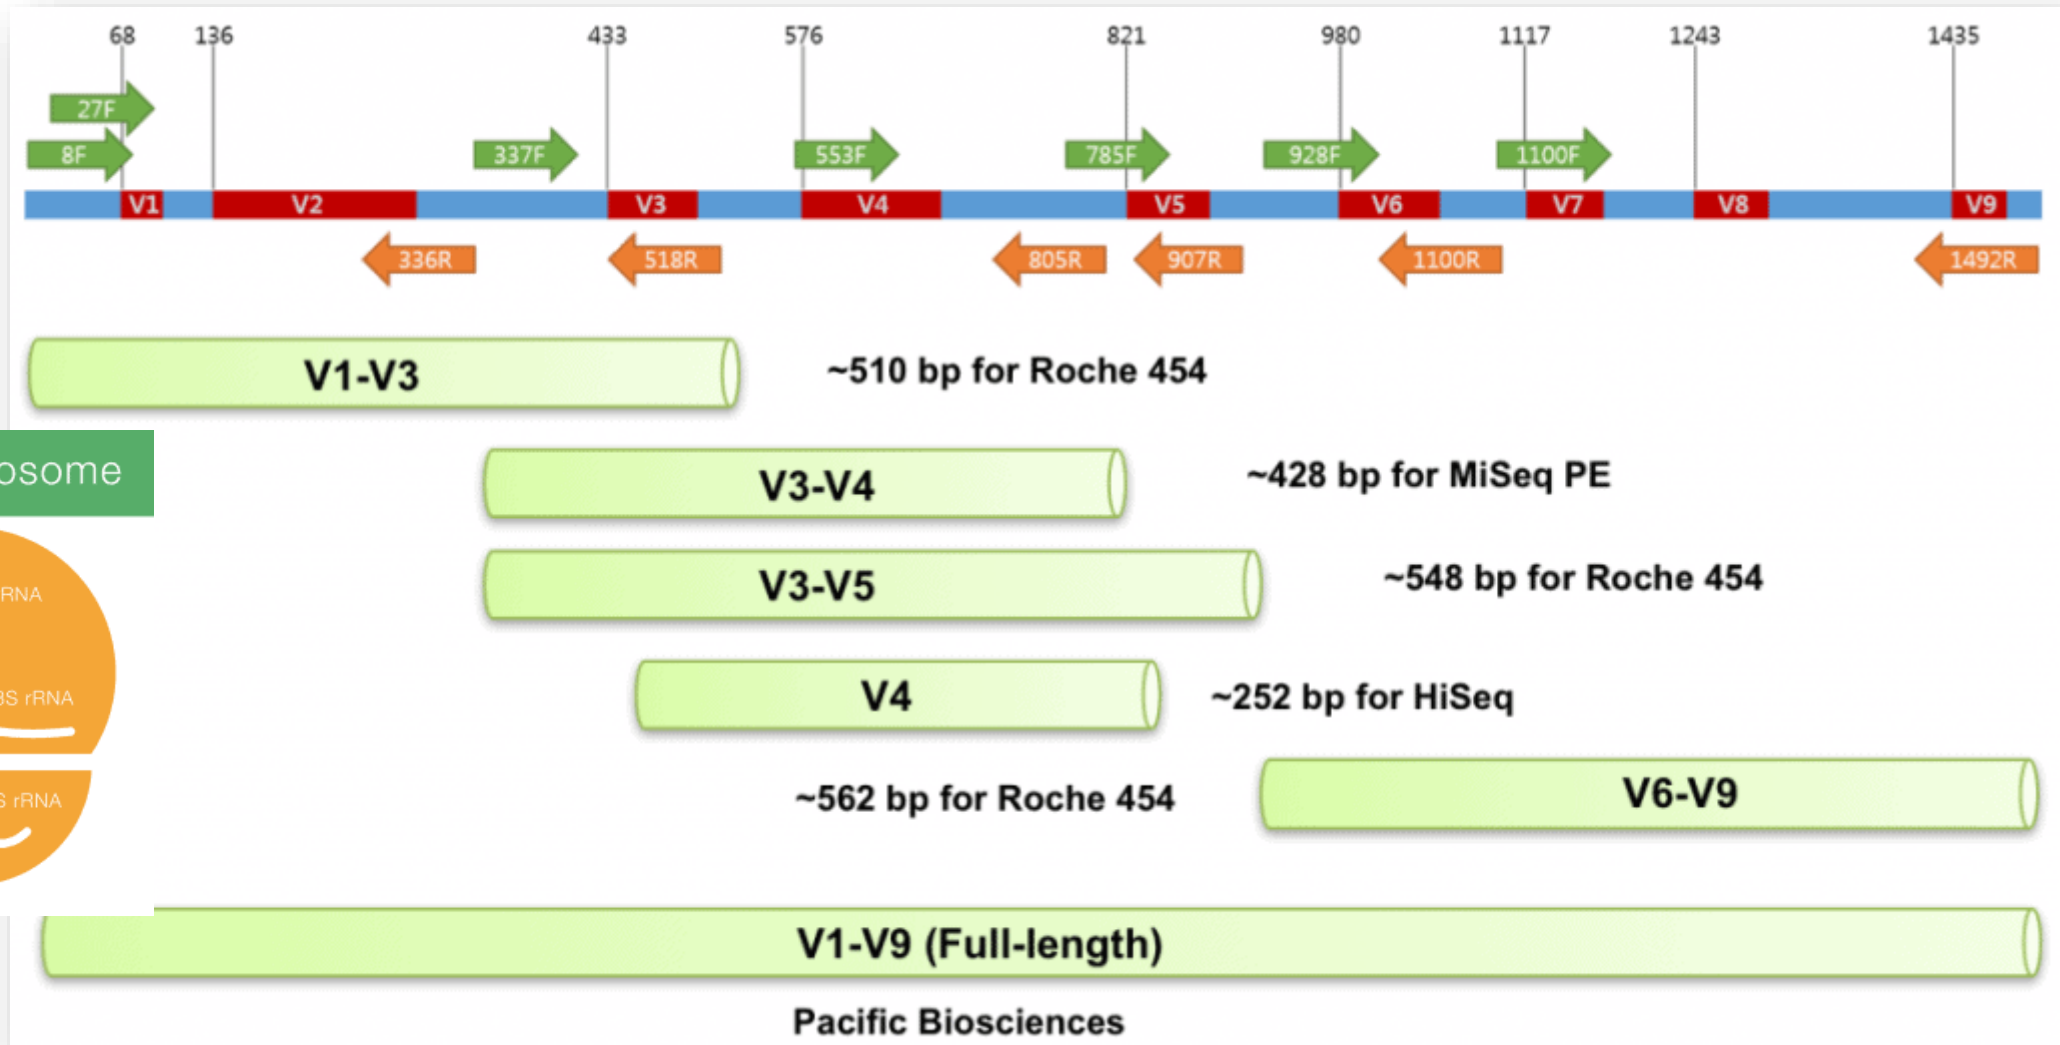 68 136 433 576 821 980 1117 1243 1435
27F
8F 337F 553F 785F 928F 1100F
V1 V2 V3 V4 V5 V6 V7 V8 V9
336R 518R 805R 907R 1100R 1492R
V1-V3 ~510 bp for Roche 454
osome
V3-V4 ~428 bp for MiSeq PE
V3-V5 ~548 bp for Roche 454
RNA
V4 ~252 bp for HiSeq
S rRNA
~562 bp for Roche 454 V6-V9
S rRNA
V1-V9 (Full-length)
Pacific Biosciences